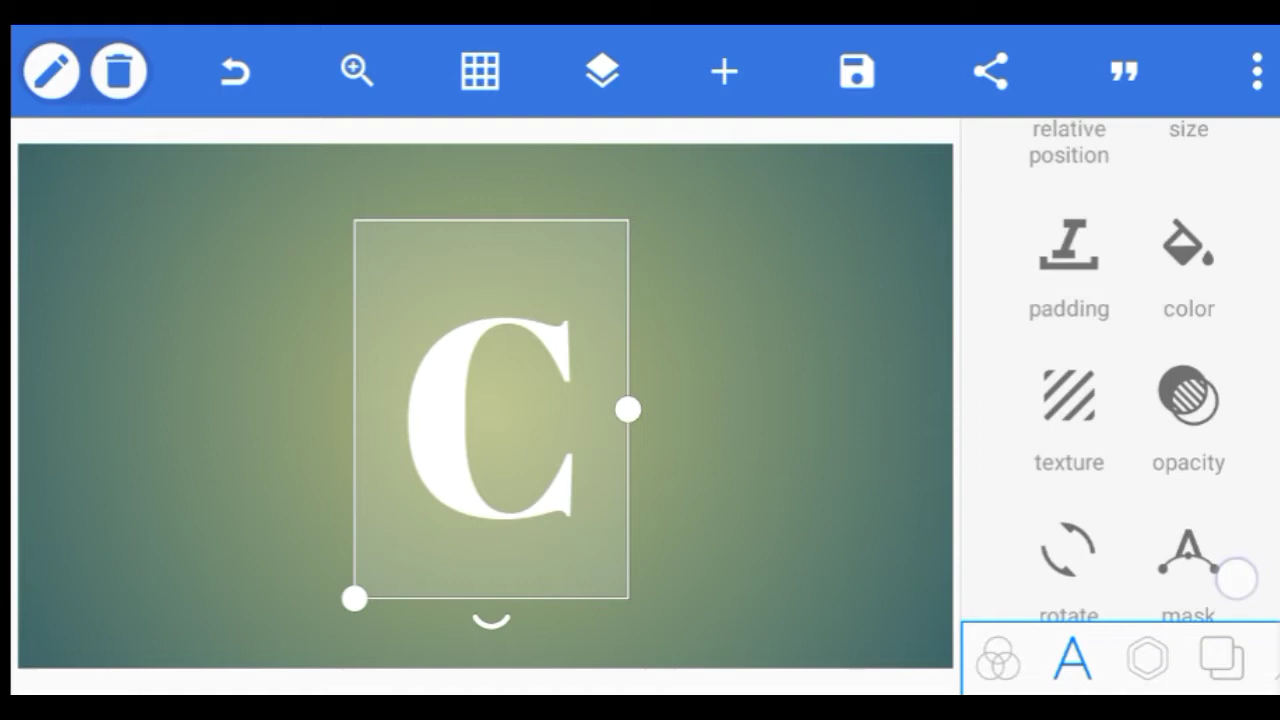 relative position
size
padding
color
C
texture
opacity
rotate
mask